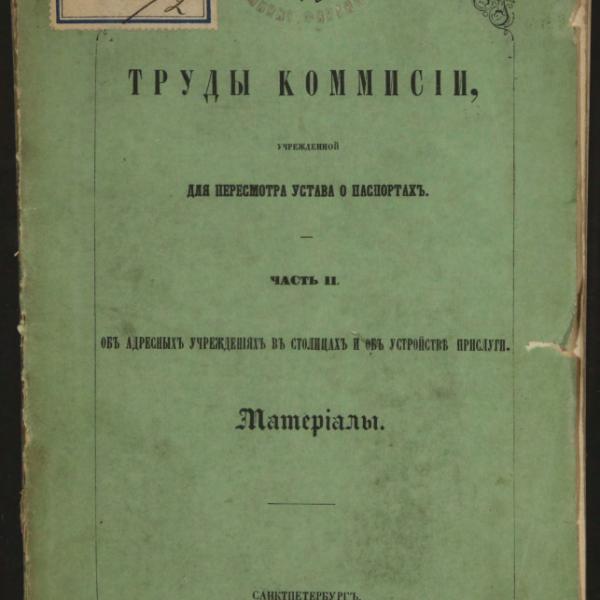 ТРУДЫ КОММИСІИ,
УЧРЕЖДЕННОЙ
ДЛЯ ПЕРЕСМОТРА УСТАВА О ПАСПОРТАХЪ.
ЧАСТЬ II.
ОБЪ АДРЕСНЫХЪ УЧРЕЖДЕНІЯХЪ ВЪ СТОЛИЦАХЪ И ОБЪ УСТРОЙСТВѢ ПРИСЛУГИ.
Матеріалы.
САНКТПЕТЕРБУРГЪ.